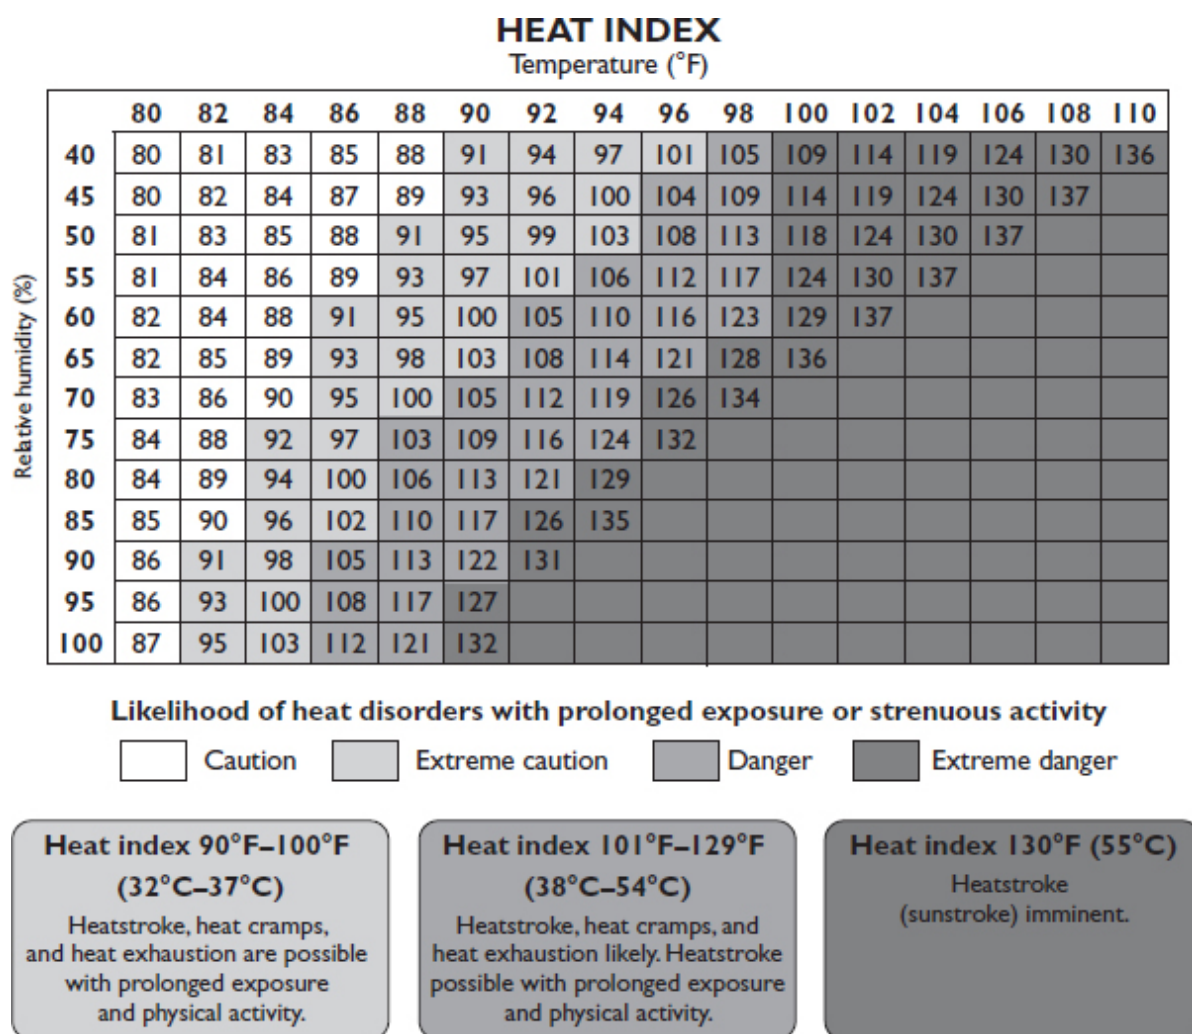 HEAT INDEX
Temperature (°F)
80 82 84 86 88 90 92 94 96 98 100 102 104 106 108 110
Relative humidity (%)
40 80 81 83 85 88 91 94 97 101 105 109 114 119 124 130 136
45 80 82 84 87 89 93 96 100 104 109 114 119 124 130 137
50 81 83 85 88 91 95 99 103 108 113 118 124 130 137
55 81 84 86 89 93 97 101 106 112 117 124 130 137
60 82 84 88 91 95 100 105 110 116 123 129 137
65 82 85 89 93 98 103 108 114 121 128 136
70 83 86 90 95 100 105 112 119 126 134
75 84 88 92 97 103 109 116 124 132
80 84 89 94 100 106 113 121 129
85 85 90 96 102 110 117 126 135
90 86 91 98 105 113 122 131
95 86 93 100 108 117 127
100 87 95 103 112 121 132
Likelihood of heat disorders with prolonged exposure or strenuous activity
Caution Extreme caution Danger Extreme danger
Heat index 90°F–100°F
(32°C–37°C)
Heatstroke, heat cramps,
and heat exhaustion are possible
with prolonged exposure
and physical activity.
Heat index 101°F–129°F
(38°C–54°C)
Heatstroke, heat cramps, and
heat exhaustion likely. Heatstroke
possible with prolonged exposure
and physical activity.
Heat index 130°F (55°C)
Heatstroke
(sunstroke) imminent.